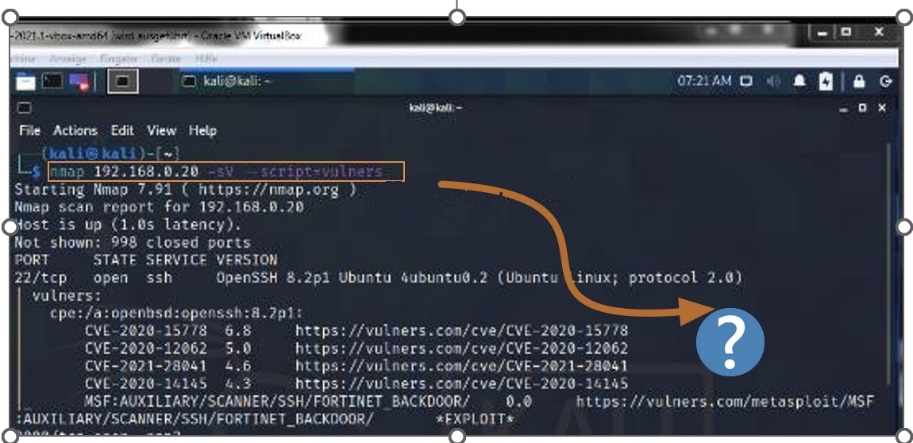 -2021.1-vbox-amd64 [wird ausgeführt] - Oracle VM VirtualBox
Anzeige Eingabe Geräte Hilfe
kali@kali: ~
07:21 AM
kali@kali: ~
File Actions Edit View Help
(kali㉿kali)-[~]
$ nmap 192.168.0.20 -sV --script=vulners
Starting Nmap 7.91 ( https://nmap.org )
Nmap scan report for 192.168.0.20
Host is up (1.0s latency).
Not shown: 998 closed ports
PORT STATE SERVICE VERSION
22/tcp open ssh OpenSSH 8.2p1 Ubuntu 4ubuntu0.2 (Ubuntu Linux; protocol 2.0)
| vulners:
| cpe:/a:openbsd:openssh:8.2p1:
| CVE-2020-15778 6.8 https://vulners.com/cve/CVE-2020-15778
| CVE-2020-12062 5.0 https://vulners.com/cve/CVE-2020-12062
| CVE-2021-28041 4.6 https://vulners.com/cve/CVE-2021-28041
| CVE-2020-14145 4.3 https://vulners.com/cve/CVE-2020-14145
| MSF:AUXILIARY/SCANNER/SSH/FORTINET_BACKDOOR/ 0.0 https://vulners.com/metasploit/MSF
:AUXILIARY/SCANNER/SSH/FORTINET_BACKDOOR/ *EXPLOIT*
?